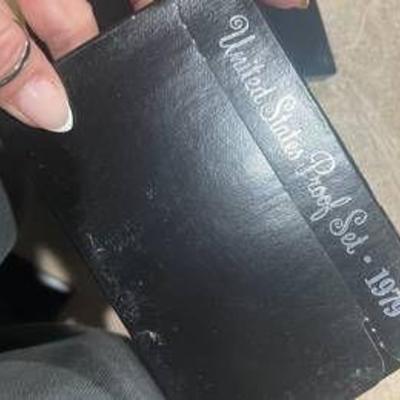 United States Proof Set • 1979